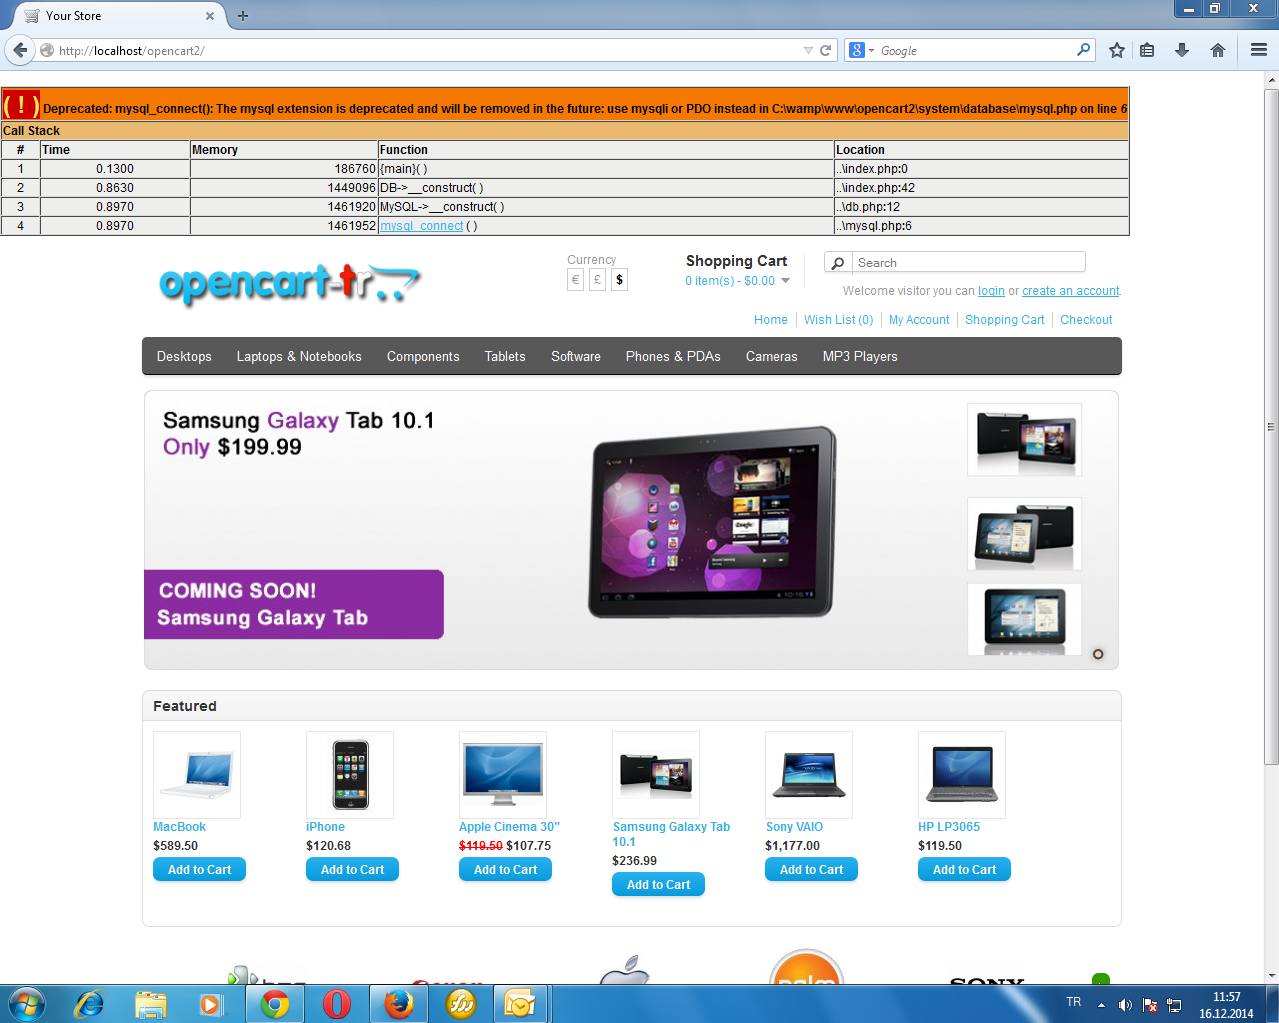 Your Store
http://localhost/opencart2/
Google
( ! ) Deprecated: mysql_connect(): The mysql extension is deprecated and will be removed in the future: use mysqli or PDO instead in C:\wamp\www\opencart2\system\database\mysql.php on line 6
Call Stack
# Time Memory Function Location
1 0.1300 186760 {main}( ) ..\index.php:0
2 0.8630 1449096 DB->__construct( ) ..\index.php:42
3 0.8970 1461920 MySQL->__construct( ) ..\db.php:12
4 0.8970 1461952 mysql_connect ( ) ..\mysql.php:6
opencart-tr
Currency
€ £ $
Shopping Cart
0 item(s) - $0.00
Search
Welcome visitor you can login or create an account.
Home Wish List (0) My Account Shopping Cart Checkout
Desktops Laptops & Notebooks Components Tablets Software Phones & PDAs Cameras MP3 Players
Samsung Galaxy Tab 10.1
Only $199.99
COMING SOON!
Samsung Galaxy Tab
Featured
MacBook
$589.50
Add to Cart
iPhone
$120.68
Add to Cart
Apple Cinema 30"
$119.50 $107.75
Add to Cart
Samsung Galaxy Tab
10.1
$236.99
Add to Cart
Sony VAIO
$1,177.00
Add to Cart
HP LP3065
$119.50
Add to Cart
SONY
TR
11:57
16.12.2014